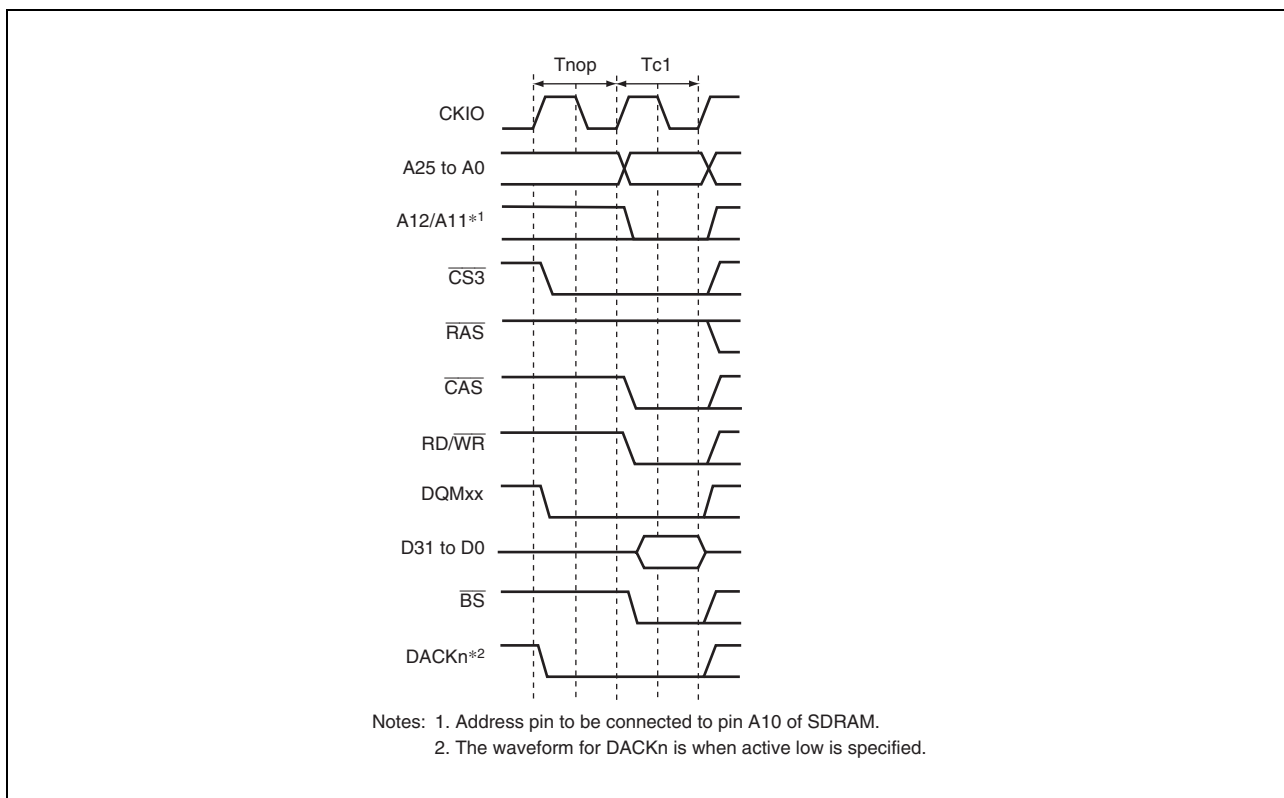 Tnop Tc1
CKIO
A25 to A0
A12/A11*1
CS3
RAS
CAS
RD/WR
DQMxx
D31 to D0
BS
DACKn*2
Notes: 1. Address pin to be connected to pin A10 of SDRAM.
2. The waveform for DACKn is when active low is specified.